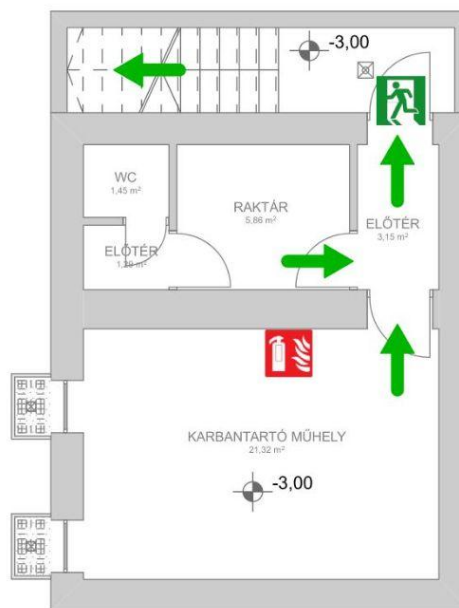 -3,00
WC
1,45 m²
RAKTÁR
5,86 m²
ELŐTÉR
3,15 m²
ELŐTÉR
KARBANTARTÓ MŰHELY
21,32 m²
-3,00